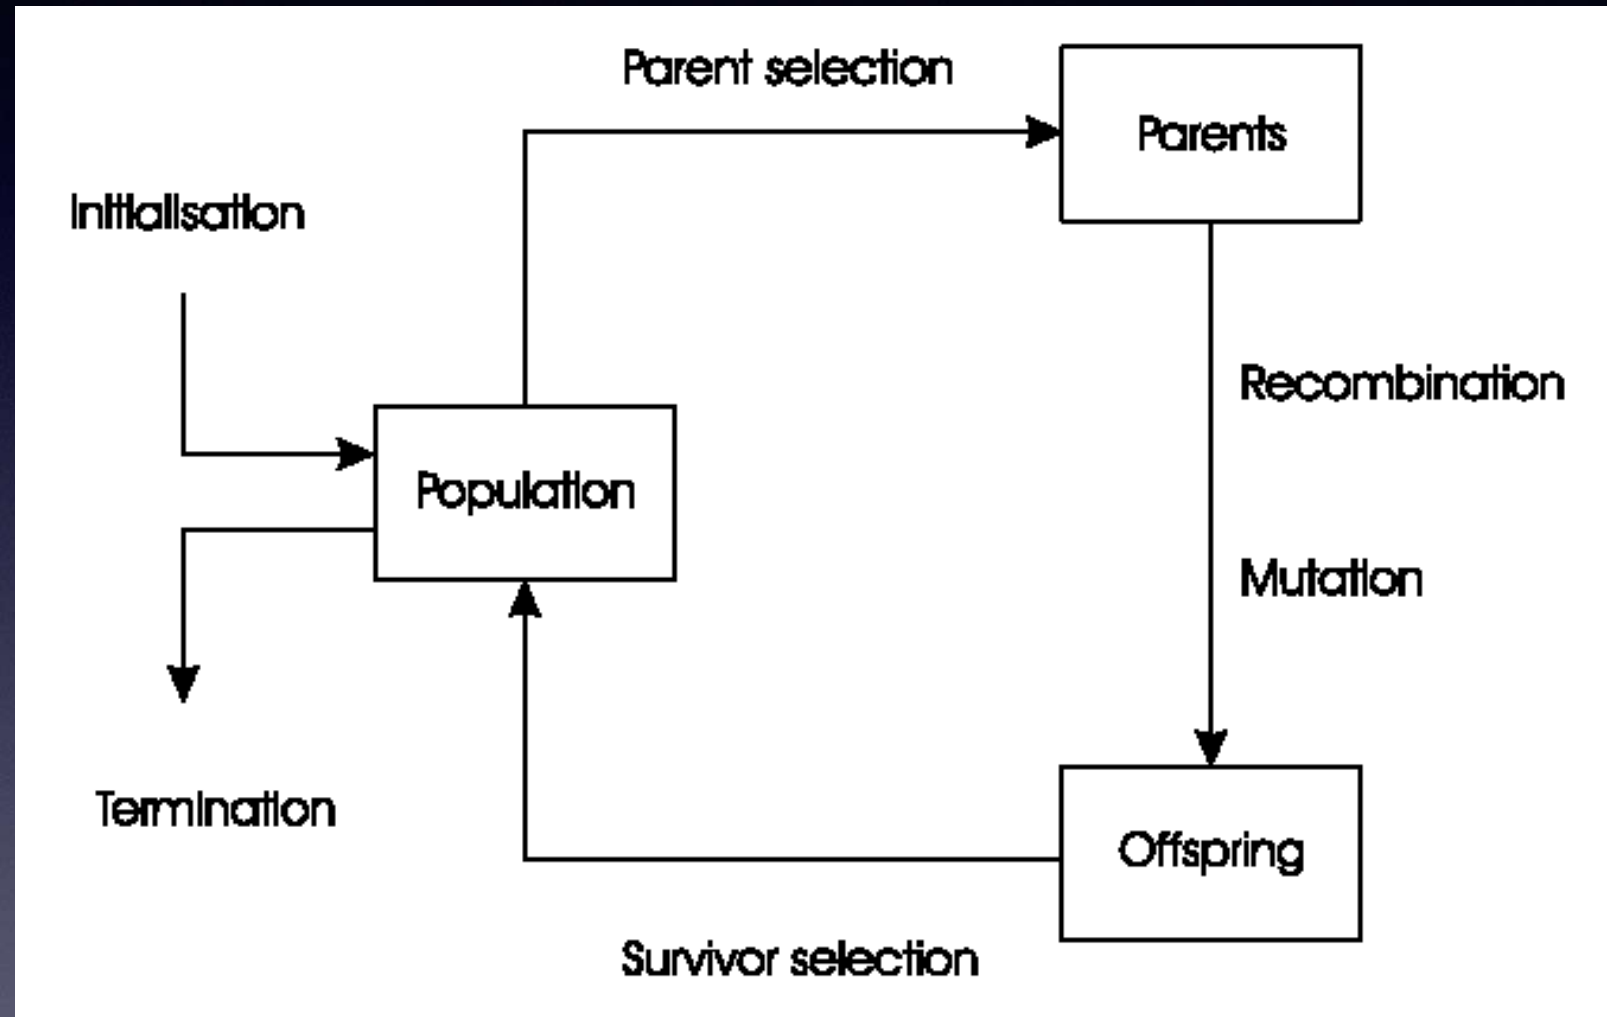 Parent selection
Parents
Initialisation
Recombination
Population
Mutation
Termination
Offspring
Survivor selection